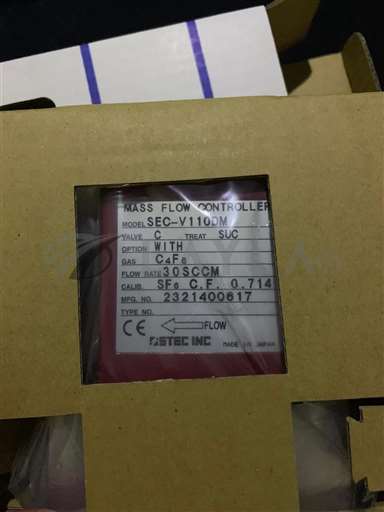 MASS FLOW CONTROLLER
MODEL SEC-V110DM
VALVE C TREAT SUC
OPTION WITH
GAS C4F6
FLOW RATE 30SCCM
CALIB. SF6 C.F. 0.714
MFG. NO. 2321400617
TYPE NO.
CE FLOW
STEC INC MADE IN JAPAN